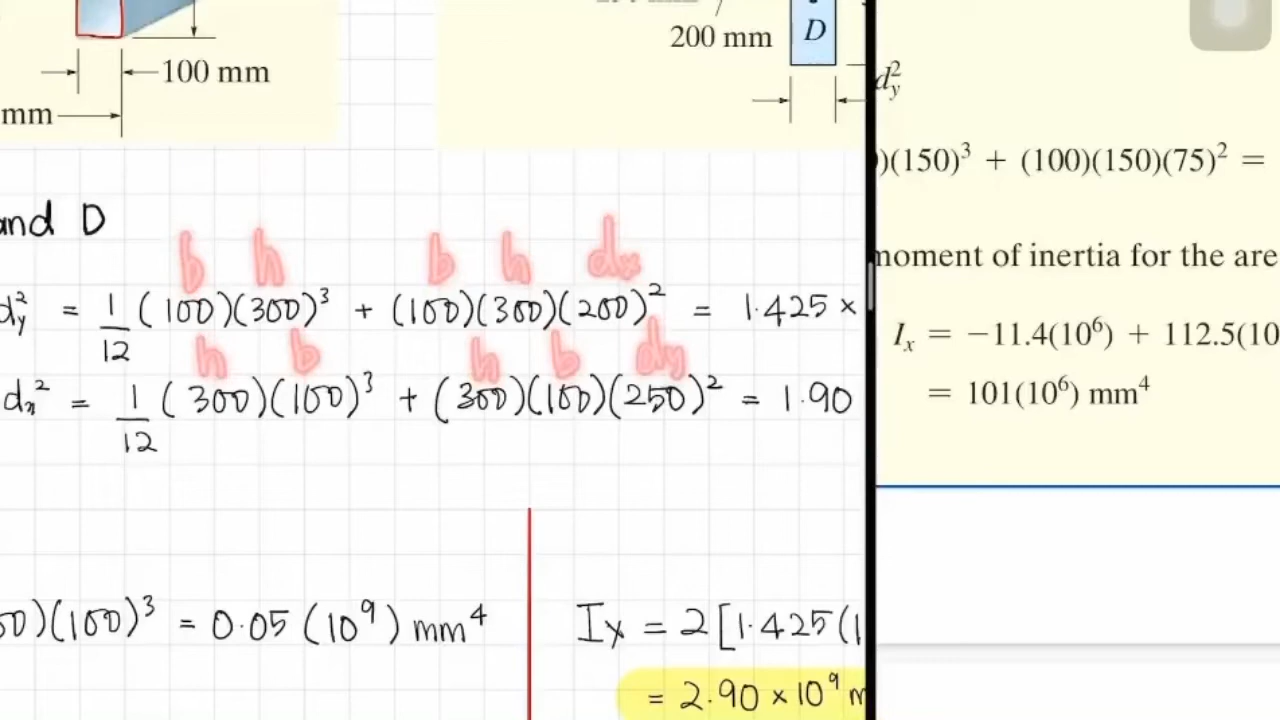 200 mm
D
100 mm
mm
and D
b h b h dx
dy² = 1/12 (100)(300)³ + (100)(300)(200)² = 1.425 ×
h b h b dy
dx² = 1/12 (300)(100)³ + (300)(100)(250)² = 1.90
00)(100)³ = 0.05 (10⁹) mm⁴
Ix = 2[1.425(1
= 2.90 × 10⁹ m
d²y
)(150)³ + (100)(150)(75)² =
moment of inertia for the are
Ix = −11.4(10⁶) + 112.5(10
= 101(10⁶) mm⁴